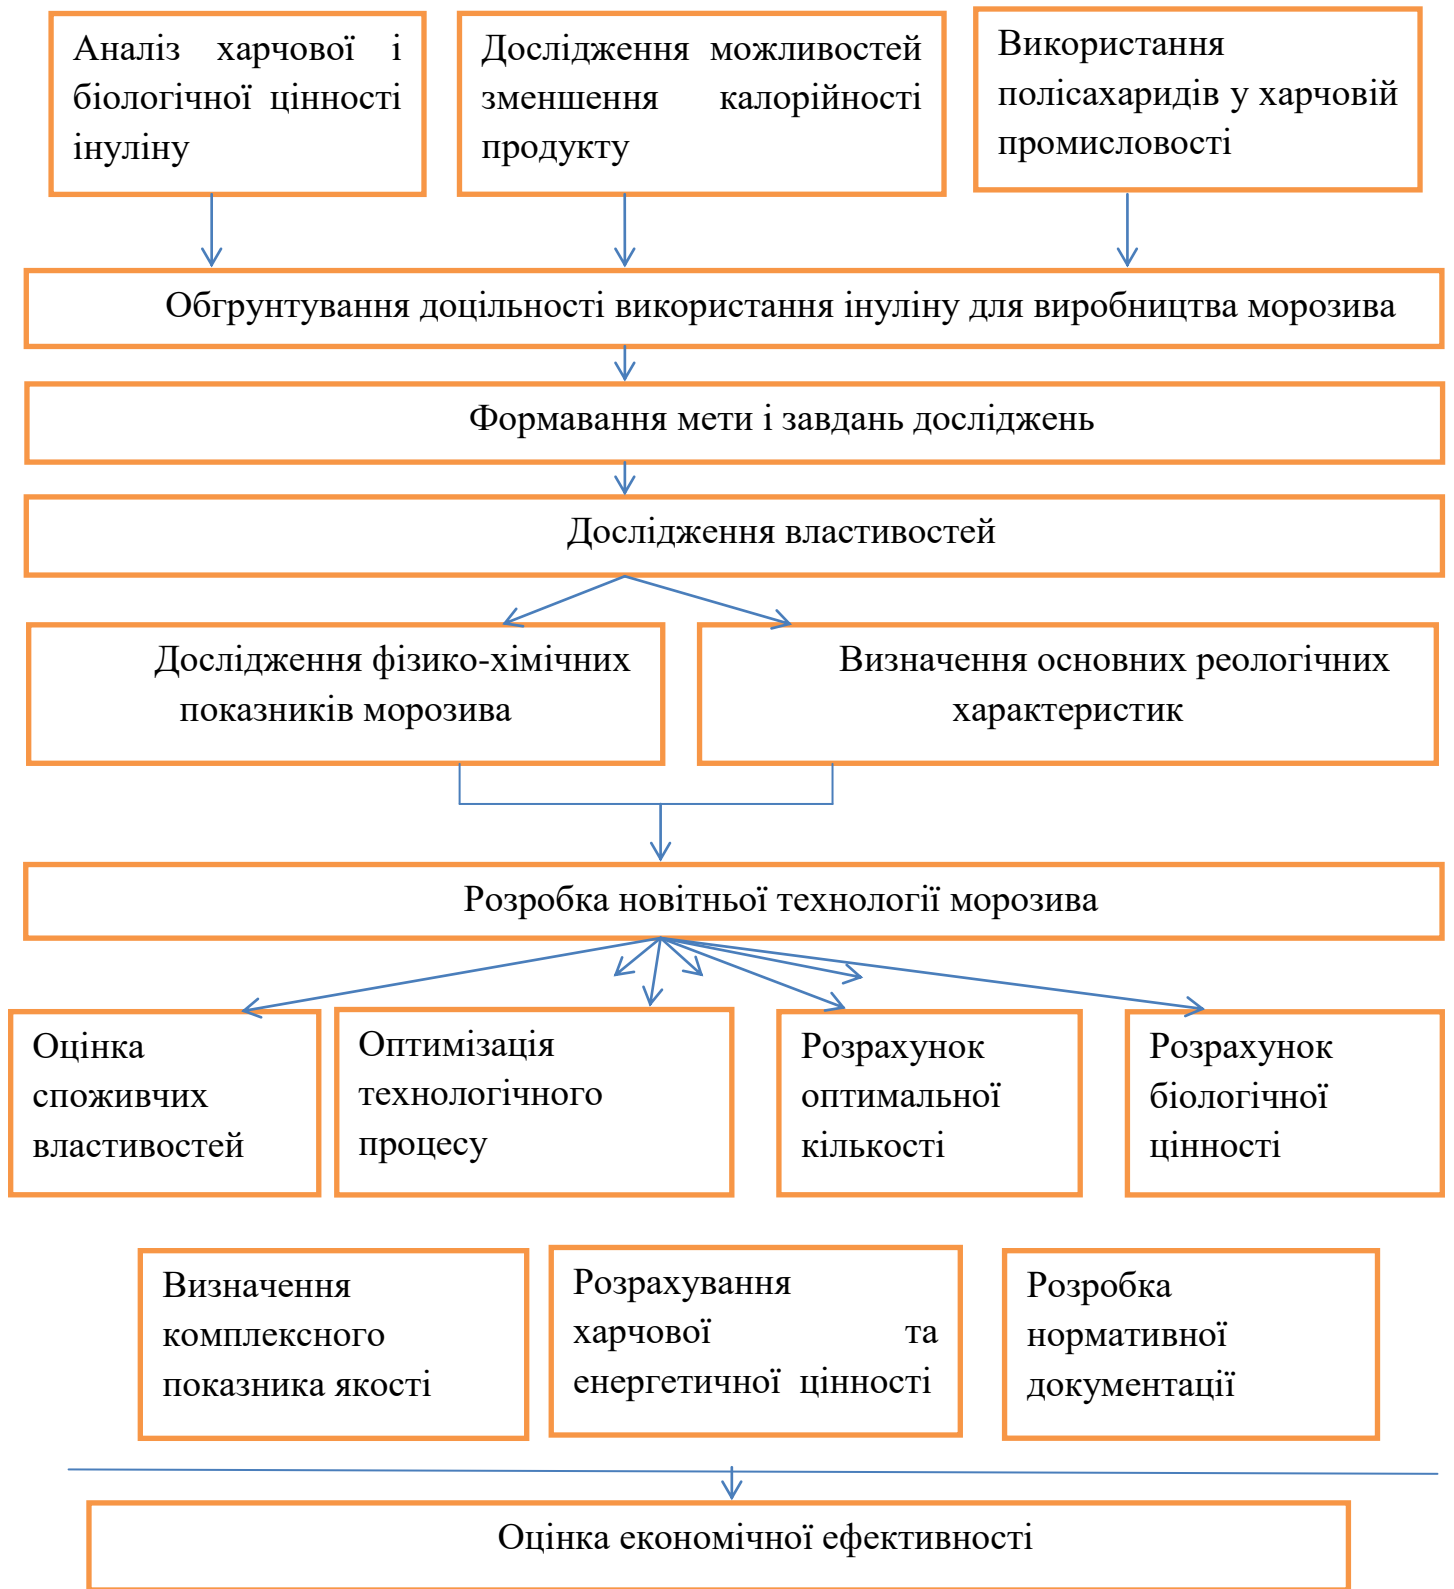 Аналіз харчової і
біологічної цінності
інуліну
Дослідження можливостей
зменшення калорійності
продукту
Використання
полісахаридів у харчовій
промисловості
Обгрунтування доцільності використання інуліну для виробництва морозива
Формавання мети і завдань досліджень
Дослідження властивостей
Дослідження фізико-хімічних
показників морозива
Визначення основних реологічних
характеристик
Розробка новітньої технології морозива
Оцінка
споживчих
властивостей
Оптимізація
технологічного
процесу
Розрахунок
оптимальної
кількості
Розрахунок
біологічної
цінності
Визначення
комплексного
показника якості
Розрахування
харчової та
енергетичної цінності
Розробка
нормативної
документації
Оцінка економічної ефективності